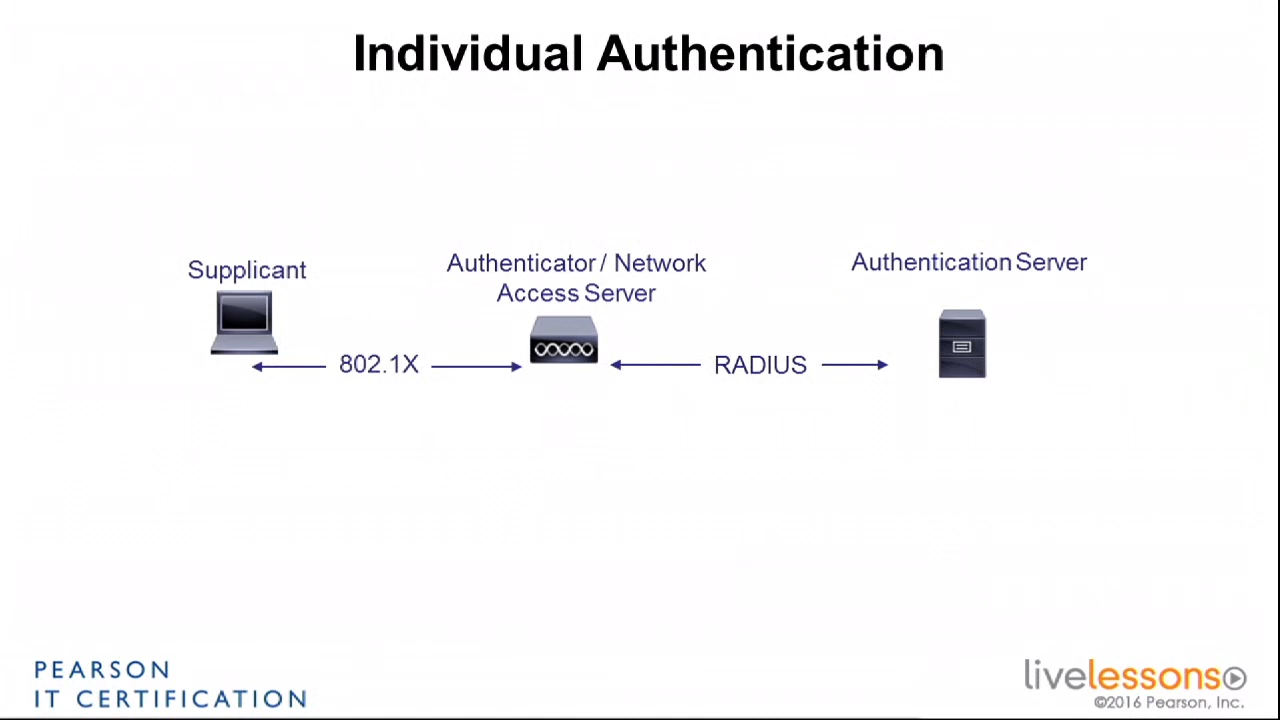 Individual Authentication
Supplicant
Authenticator / Network
Access Server
Authentication Server
802.1X
RADIUS
PEARSON
IT CERTIFICATION
livelessons
©2016 Pearson, Inc.